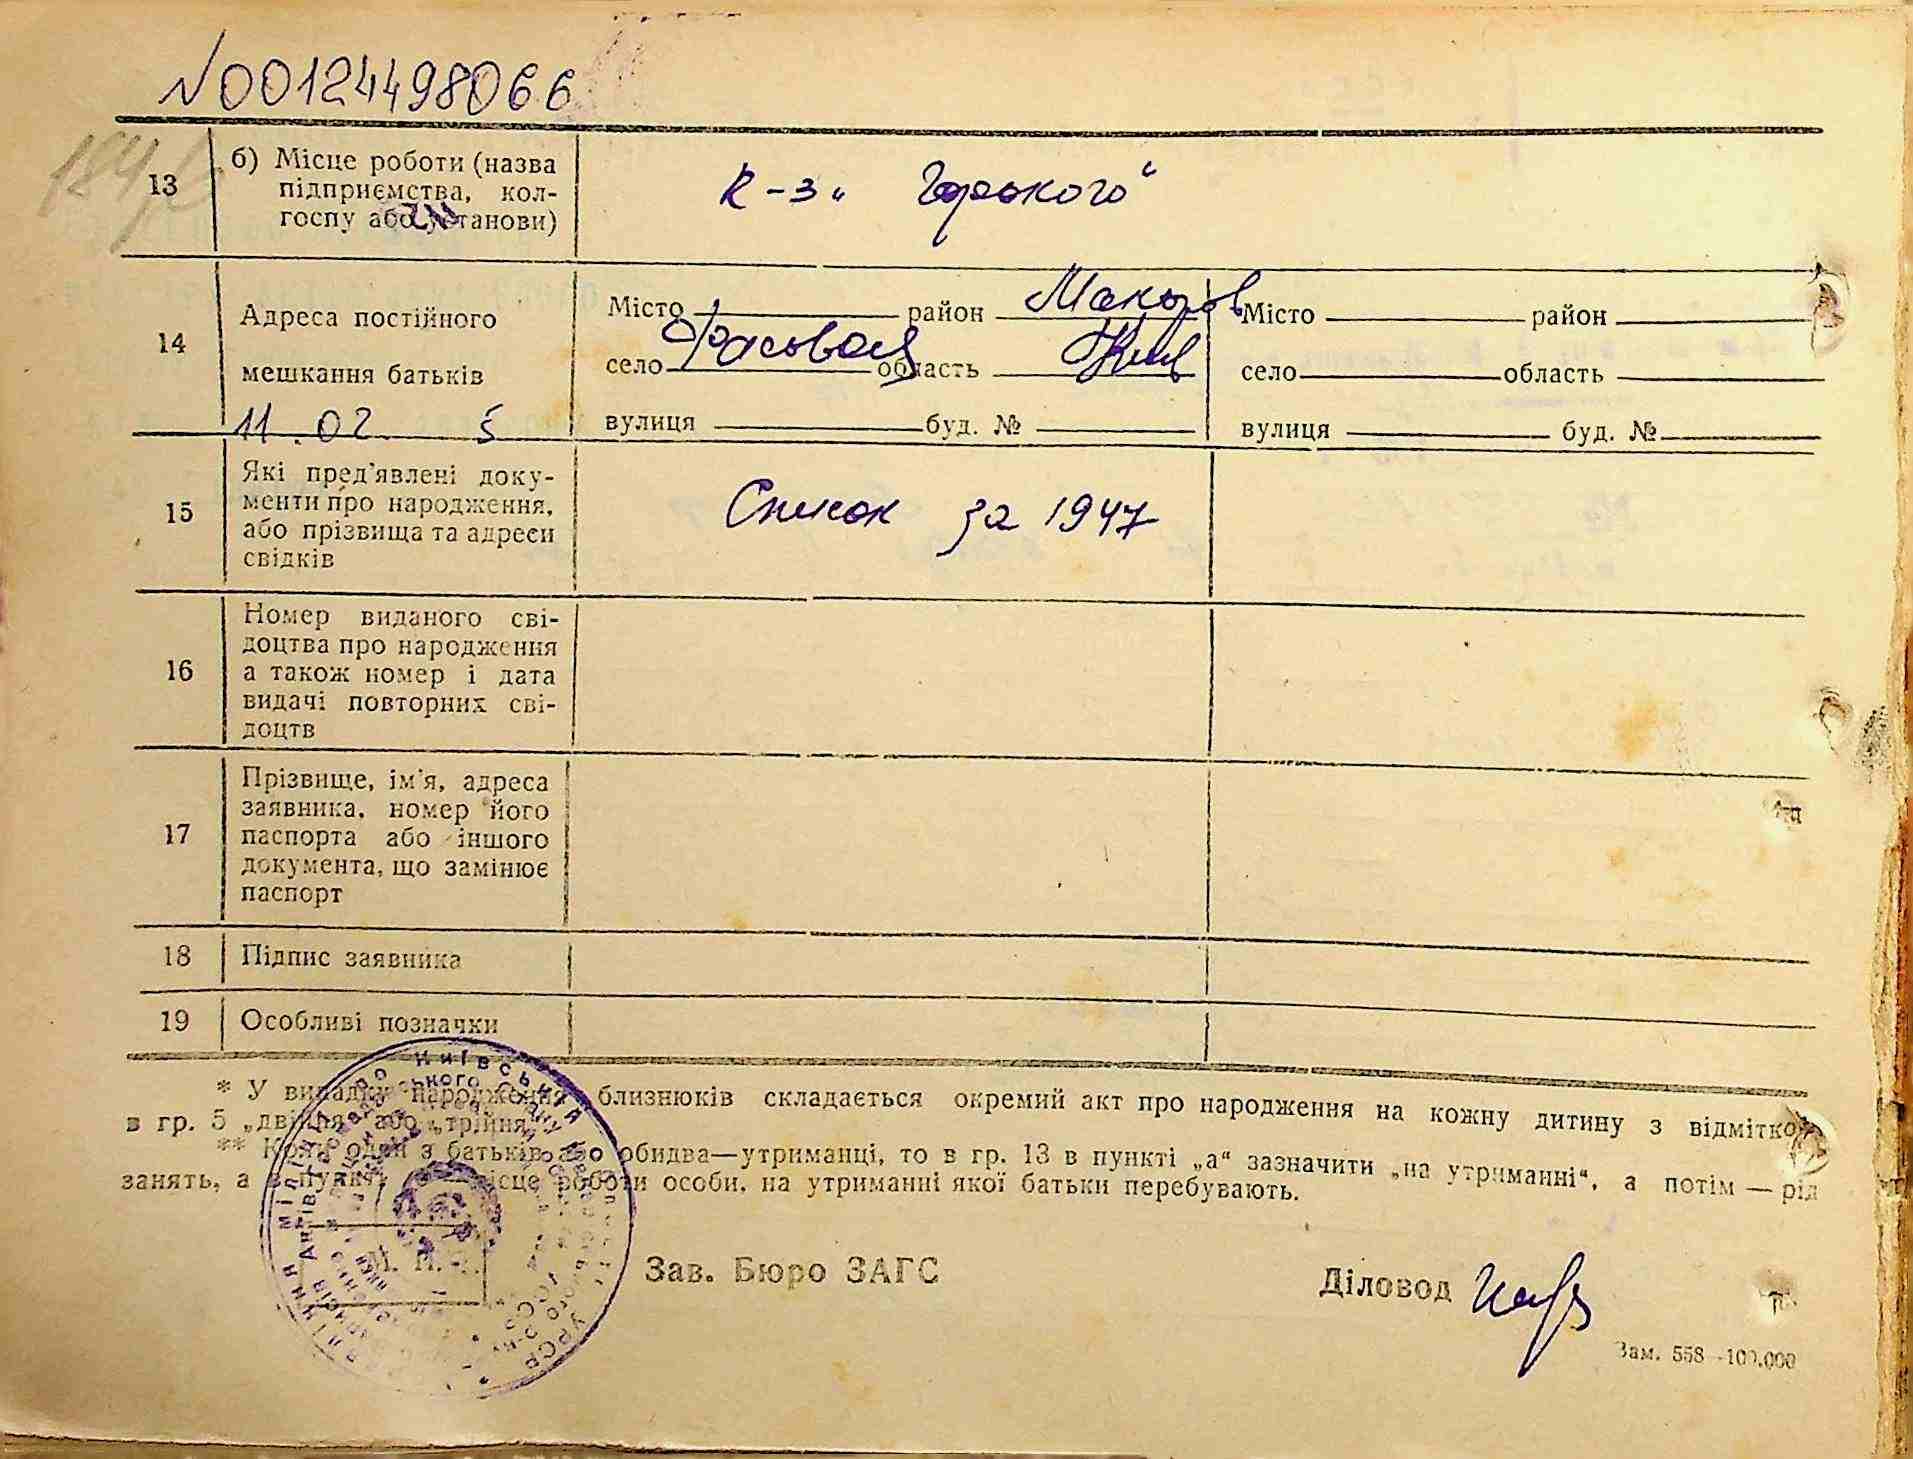 N00124498066
13
б) Місце роботи (назва
підприємства, кол-
госпу або установи)
к-з „Горького“
14
Адреса постійного
мешкання батьків
11.02 5
Місто район Макаров
село Фасовая область Київ
вулиця буд. №
Місто район
село область
вулиця буд. №
15
Які пред'явлені доку-
менти про народження,
або прізвища та адреси
свідків
Список за 1947
16
Номер виданого сві-
доцтва про народження
а також номер і дата
видачі повторних сві-
доцтв
17
Прізвище, ім'я, адреса
заявника, номер його
паспорта або іншого
документа, що замінює
паспорт
18
Підпис заявника
19
Особливі позначки
* У випадку народження близнюків складається окремий акт про народження на кожну дитину з відміткою
в гр. 5 „двійня“ або „трійня“.
** Коли один з батьків або обидва—утриманці, то в гр. 13 в пункті „а“ зазначити „на утриманні“, а потім — рід
занять, а в пункті місце роботи особи, на утриманні якої батьки перебувають.
М. П.
Зав. Бюро ЗАГС
Діловод
Зам. 558—100.000